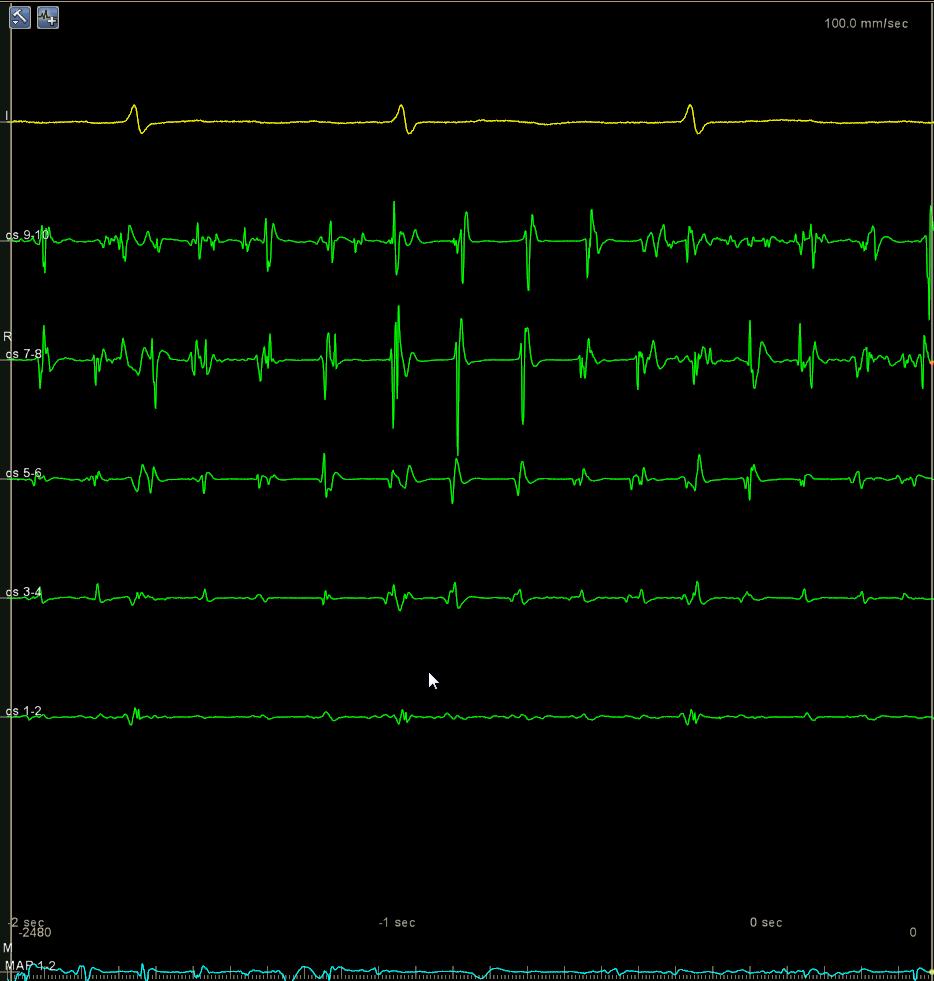 100.0 mm/sec
I
cs 9-10
R
cs 7-8
cs 5-6
cs 3-4
cs 1-2
-2 sec
-1 sec
0 sec
-2480
0
M
MAP 1-2